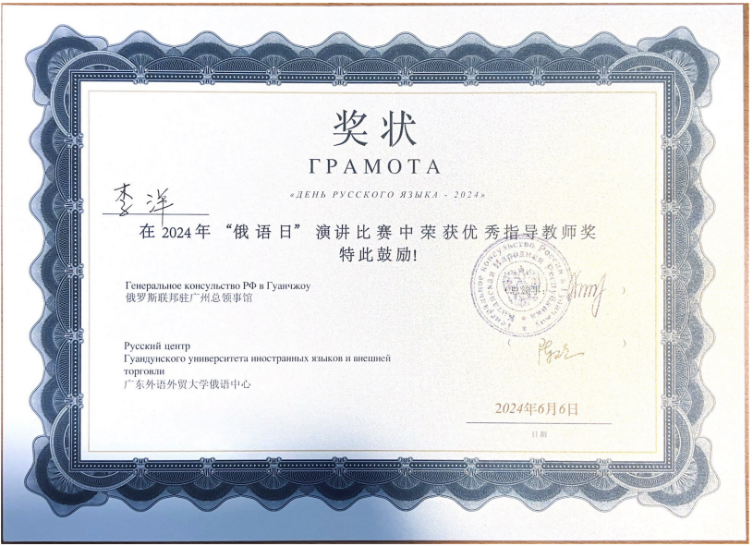 奖状
ГРАМОТА
«ДЕНЬ РУССКОГО ЯЗЫКА - 2024»
李洋
在 2024 年“俄语日”演讲比赛中荣获优秀指导教师奖
特此鼓励!
Генеральное консульство РФ в Гуанчжоу
俄罗斯联邦驻广州总领事馆
Русский центр
Гуандунского университета иностранных языков и внешней
торговли
广东外语外贸大学俄语中心
2024年6月6日
日期